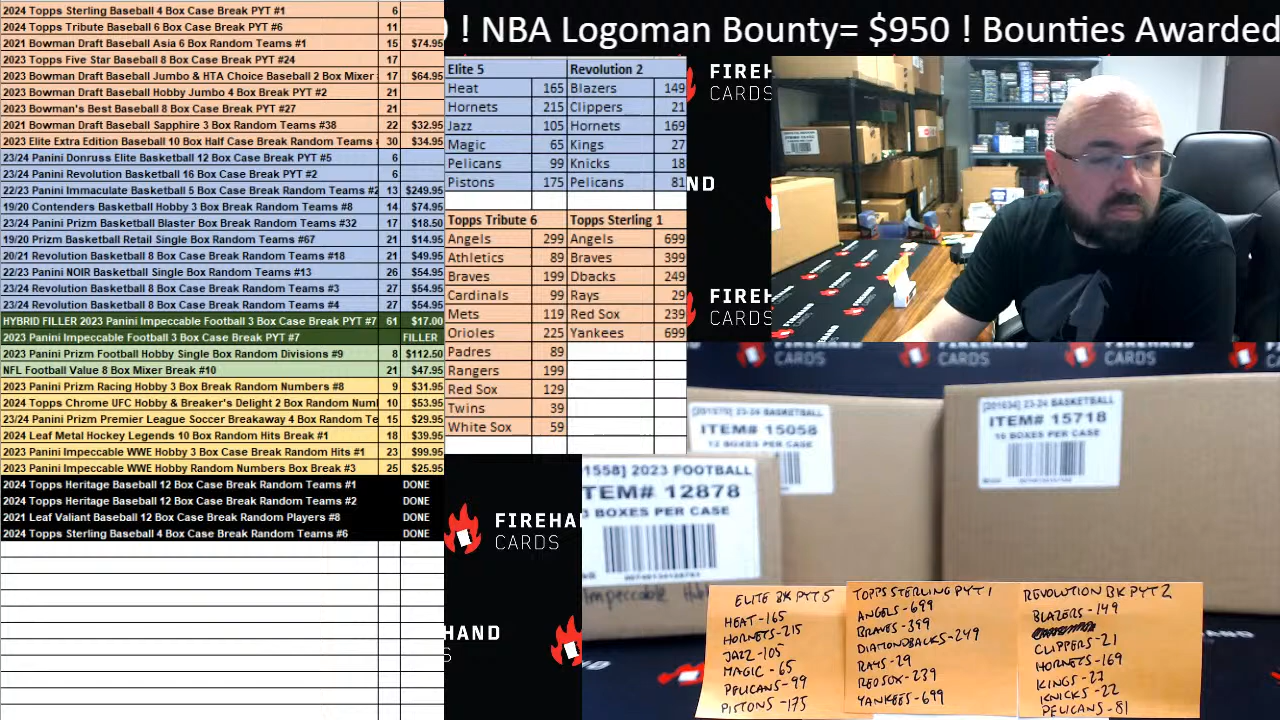 2024 Topps Sterling Baseball 4 Box Case Break PYT #1 6
2024 Topps Tribute Baseball 6 Box Case Break PYT #6 11
2021 Bowman Draft Baseball Asia 6 Box Random Teams #1 15 $74.95
2023 Topps Five Star Baseball 8 Box Case Break PYT #24 17
2023 Bowman Draft Baseball Jumbo & HTA Choice Baseball 2 Box Mixer 17 $64.95
2023 Bowman Draft Baseball Hobby Jumbo 4 Box Break PYT #2 21
2023 Bowman's Best Baseball 8 Box Case Break PYT #27 21
2021 Bowman Draft Baseball Sapphire 3 Box Random Teams #38 22 $32.95
2023 Elite Extra Edition Baseball 10 Box Half Case Break Random Teams 30 $34.95
23/24 Panini Donruss Elite Basketball 12 Box Case Break PYT #5 6
23/24 Panini Revolution Basketball 16 Box Case Break PYT #2 6
22/23 Panini Immaculate Basketball 5 Box Case Break Random Teams #2 13 $249.95
19/20 Contenders Basketball Hobby 3 Box Break Random Teams #8 14 $74.95
23/24 Panini Prizm Basketball Blaster Box Break Random Teams #32 17 $18.50
19/20 Prizm Basketball Retail Single Box Random Teams #67 21 $14.95
20/21 Revolution Basketball 8 Box Case Break Random Teams #18 21 $49.95
22/23 Panini NOIR Basketball Single Box Random Teams #13 26 $54.95
23/24 Revolution Basketball 8 Box Case Break Random Teams #3 27 $54.95
23/24 Revolution Basketball 8 Box Case Break Random Teams #4 27 $54.95
HYBRID FILLER 2023 Panini Impeccable Football 3 Box Case Break PYT #7 61 $17.00
2023 Panini Impeccable Football 3 Box Case Break PYT #7 FILLER
2023 Panini Prizm Football Hobby Single Box Random Divisions #9 8 $112.50
NFL Football Value 8 Box Mixer Break #10 21 $47.95
2023 Panini Prizm Racing Hobby 3 Box Break Random Numbers #8 9 $31.95
2024 Topps Chrome UFC Hobby & Breaker's Delight 2 Box Random Numl 10 $53.95
23/24 Panini Prizm Premier League Soccer Breakaway 4 Box Random Te 15 $29.95
2024 Leaf Metal Hockey Legends 10 Box Random Hits Break #1 18 $39.95
2023 Panini Impeccable WWE Hobby 3 Box Case Break Random Hits #1 23 $99.95
2023 Panini Impeccable WWE Hobby Random Numbers Box Break #3 25 $25.95
2024 Topps Heritage Baseball 12 Box Case Break Random Teams #1 DONE
2024 Topps Heritage Baseball 12 Box Case Break Random Teams #2 DONE
2021 Leaf Valiant Baseball 12 Box Case Break Random Players #8 DONE
2024 Topps Sterling Baseball 4 Box Case Break Random Teams #6 DONE
! NBA Logoman Bounty= $950 ! Bounties Awarded
Elite 5 Revolution 2
Heat 165 Blazers 149
Hornets 215 Clippers 21
Jazz 105 Hornets 169
Magic 65 Kings 27
Pelicans 99 Knicks 18
Pistons 175 Pelicans 81
Topps Tribute 6 Topps Sterling 1
Angels 299 Angels 699
Athletics 89 Braves 399
Braves 199 Dbacks 249
Cardinals 99 Rays 29
Mets 119 Red Sox 239
Orioles 225 Yankees 699
Padres 89
Rangers 199
Red Sox 129
Twins 39
White Sox 59
FIREH
CARDS
ND
FIREH
CARDS
FIREHAN
CARDS
HAND
S
FIREHAND
CARDS
[201570] 23-24 BASKETBALL
ITEM# 15058
12 BOXES PER CASE
[201634] 23-24 BASKETBALL
ITEM# 15718
16 BOXES PER CASE
1558] 2023 FOOTBALL
TEM# 12878
3 BOXES PER CASE
Impeccable
ELITE BK PYT 5
HEAT-165
HORNETS-215
JAZZ-105
MAGIC-65
PELICANS-99
PISTONS-175
TOPPS STERLING PYT 1
ANGELS-699
BRAVES-399
DIAMONDBACKS-249
RAYS-29
RED SOX-239
YANKEES-699
REVOLUTION BK PYT 2
BLAZERS-149
CLIPPERS-21
HORNETS-169
KINGS-27
KNICKS-22
PELICANS-81